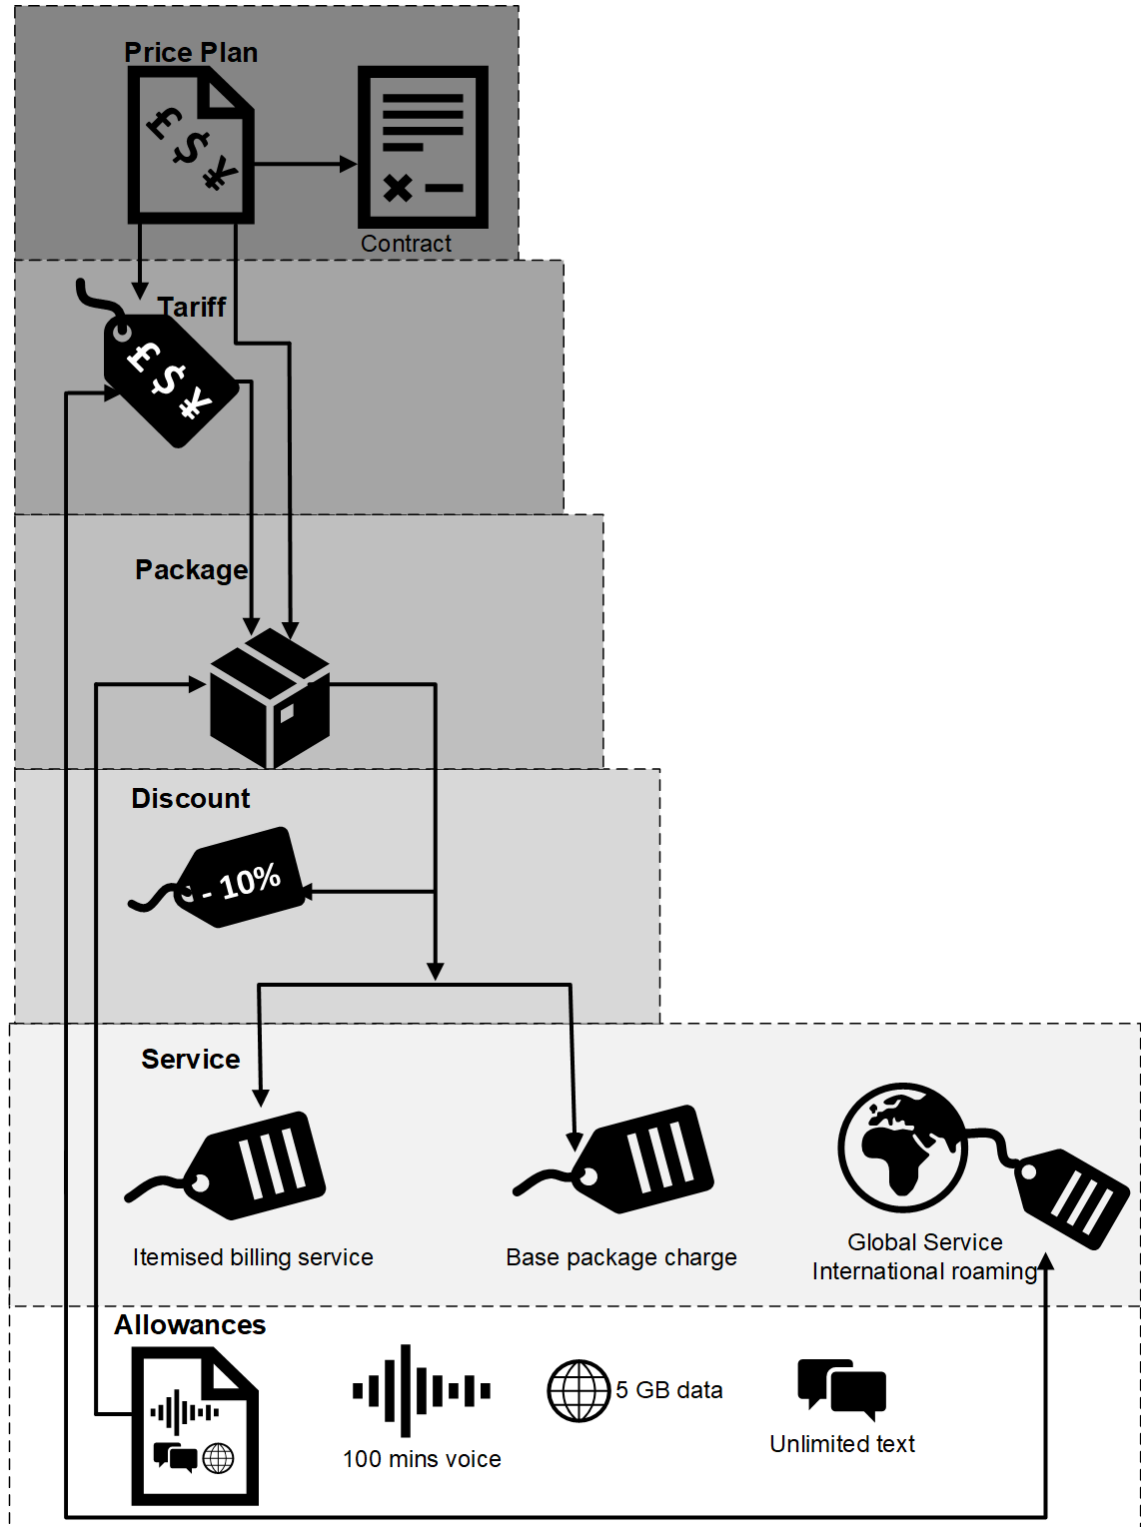 Price Plan
£ $ ¥
Contract
Tariff
£ $ ¥
Package
Discount
- 10%
Service
Itemised billing service
Base package charge
Global Service
International roaming
Allowances
100 mins voice
5 GB data
Unlimited text